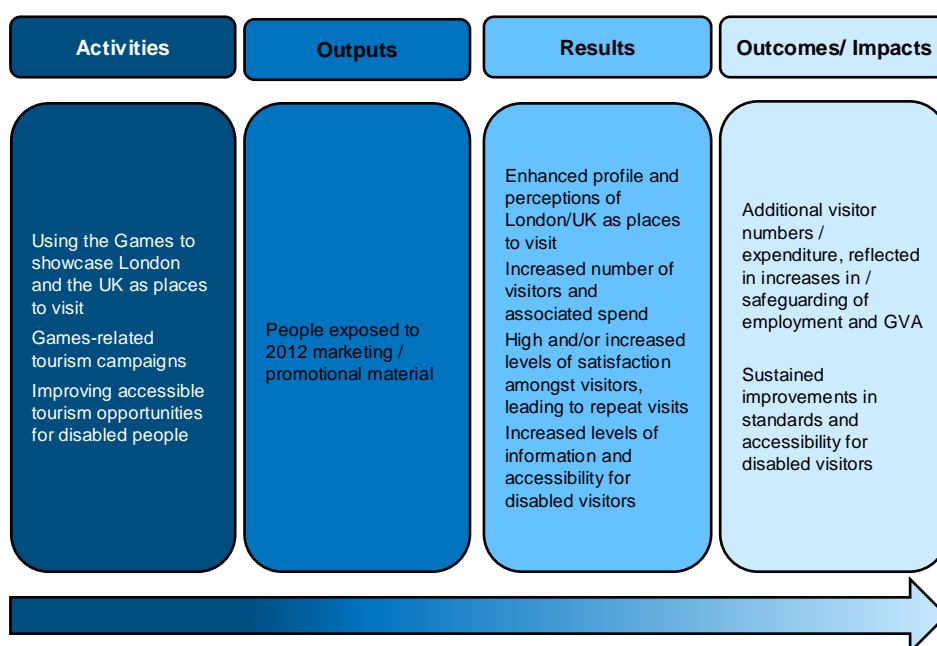 Activities
Outputs
Results
Outcomes/ Impacts
Using the Games to
showcase London
and the UK as places
to visit
Games-related
tourism campaigns
Improving accessible
tourism opportunities
for disabled people
People exposed to
2012 marketing /
promotional material
Enhanced profile and
perceptions of
London/UK as places
to visit
Increased number of
visitors and
associated spend
High and/or increased
levels of satisfaction
amongst visitors,
leading to repeat visits
Increased levels of
information and
accessibility for
disabled visitors
Additional visitor
numbers /
expenditure, reflected
in increases in /
safeguarding of
employment and GVA
Sustained
improvements in
standards and
accessibility for
disabled visitors